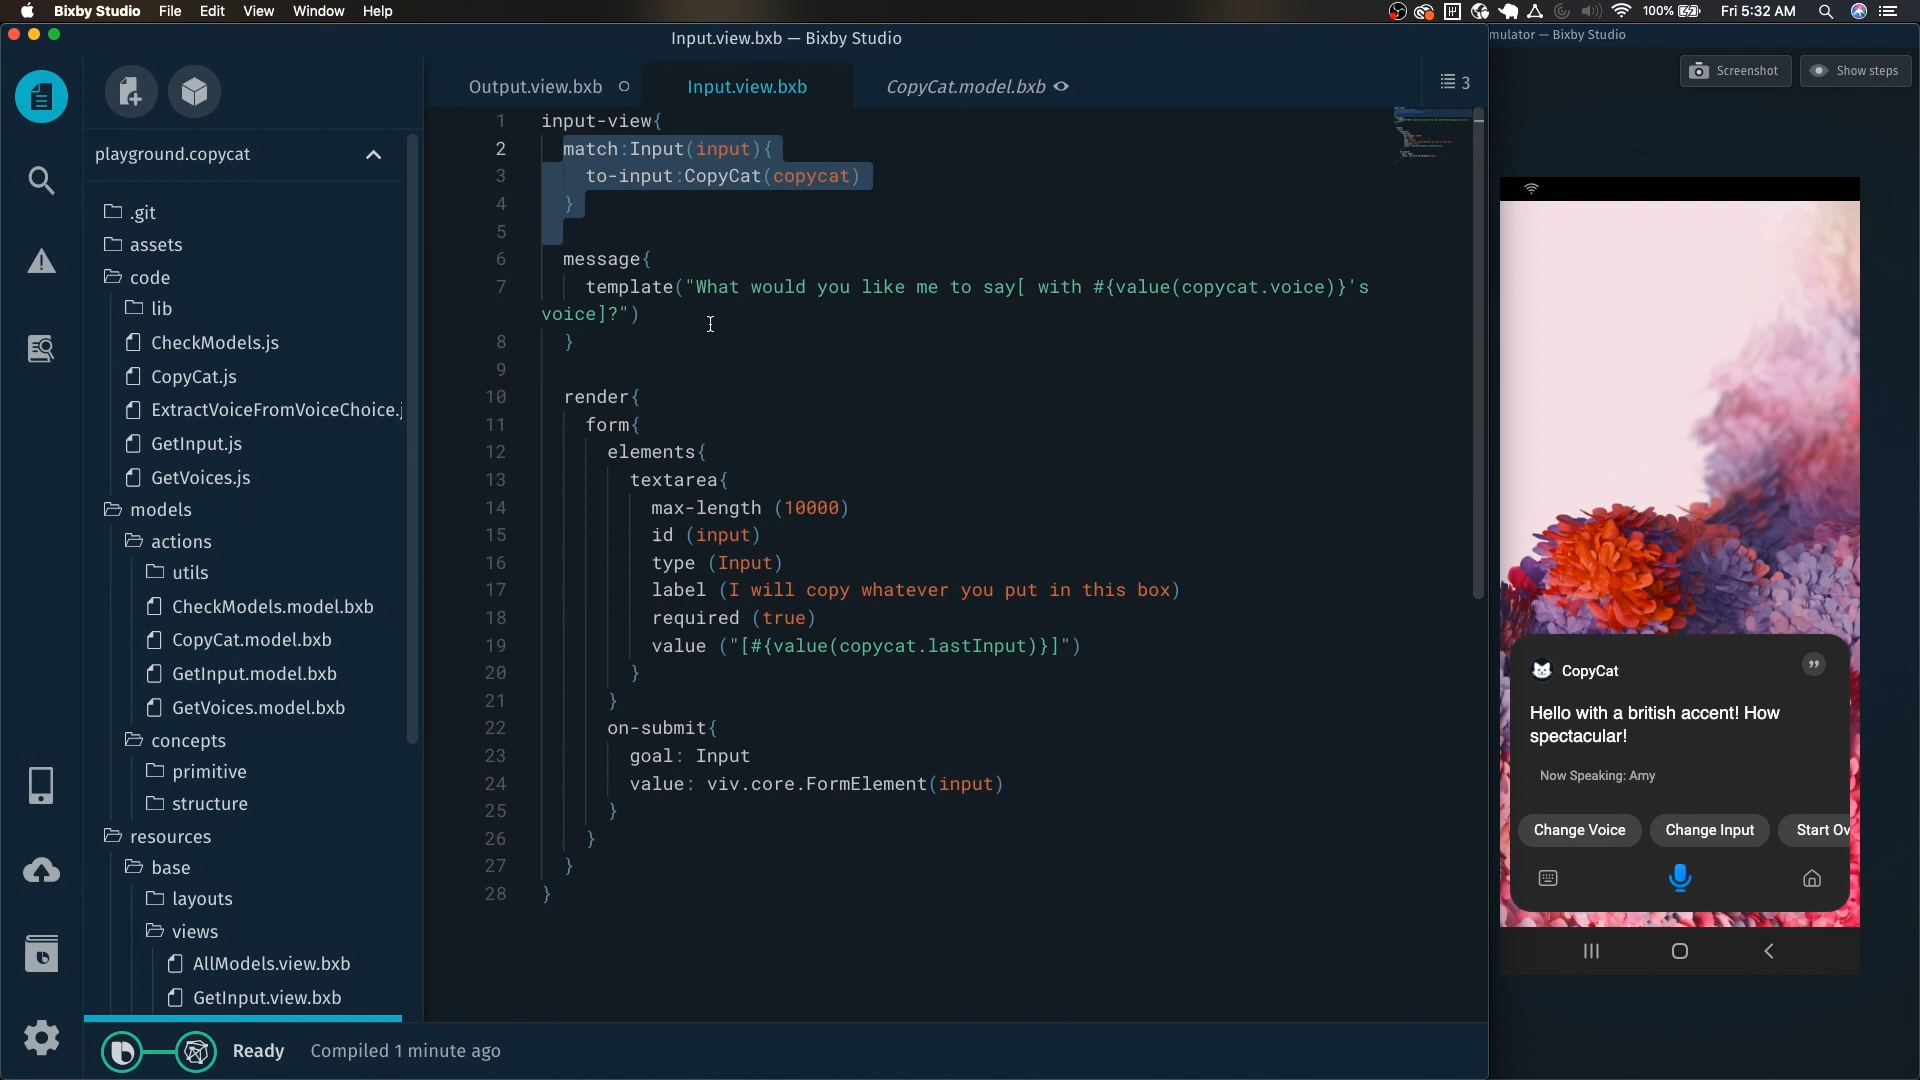 Bixby Studio File Edit View Window Help
100% Fri 5:32 AM
Input.view.bxb — Bixby Studio
mulator — Bixby Studio
Screenshot
Show steps
Output.view.bxb
Input.view.bxb
CopyCat.model.bxb
3
playground.copycat
.git
assets
code
lib
CheckModels.js
CopyCat.js
ExtractVoiceFromVoiceChoice.j
GetInput.js
GetVoices.js
models
actions
utils
CheckModels.model.bxb
CopyCat.model.bxb
GetInput.model.bxb
GetVoices.model.bxb
concepts
primitive
structure
resources
base
layouts
views
AllModels.view.bxb
GetInput.view.bxb
1 input-view{
2 match:Input(input){
3 to-input:CopyCat(copycat)
4 }
5
6 message{
7 template("What would you like me to say[ with #{value(copycat.voice)}'s
voice]?")
8 }
9
10 render{
11 form{
12 elements{
13 textarea{
14 max-length (10000)
15 id (input)
16 type (Input)
17 label (I will copy whatever you put in this box)
18 required (true)
19 value ("[#{value(copycat.lastInput)}]")
20 }
21 }
22 on-submit{
23 goal: Input
24 value: viv.core.FormElement(input)
25 }
26 }
27 }
28 }
CopyCat
Hello with a british accent! How
spectacular!
Now Speaking: Amy
Change Voice
Change Input
Start Ov
Ready
Compiled 1 minute ago